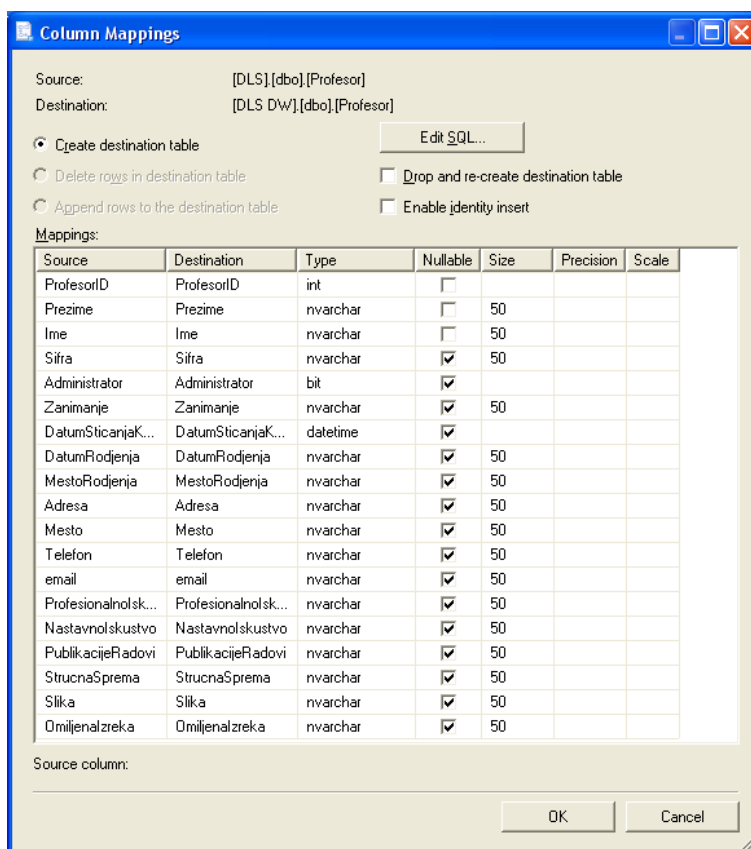 Column Mappings
Source: [DLS].[dbo].[Profesor]
Destination: [DLS DW].[dbo].[Profesor]
Create destination table Edit SQL...
Delete rows in destination table Drop and re-create destination table
Append rows to the destination table Enable identity insert
Mappings:
Source Destination Type Nullable Size Precision Scale
ProfesorID ProfesorID int
Prezime Prezime nvarchar 50
Ime Ime nvarchar 50
Sifra Sifra nvarchar 50
Administrator Administrator bit
Zanimanje Zanimanje nvarchar 50
DatumSticanjaK... DatumSticanjaK... datetime
DatumRodjenja DatumRodjenja nvarchar 50
MestoRodjenja MestoRodjenja nvarchar 50
Adresa Adresa nvarchar 50
Mesto Mesto nvarchar 50
Telefon Telefon nvarchar 50
email email nvarchar 50
ProfesionalnoIsk... ProfesionalnoIsk... nvarchar 50
NastavnoIskustvo NastavnoIskustvo nvarchar 50
PublikacijeRadovi PublikacijeRadovi nvarchar 50
StrucnaSprema StrucnaSprema nvarchar 50
Slika Slika nvarchar 50
OmiljenaIzreka OmiljenaIzreka nvarchar 50
Source column:
OK Cancel